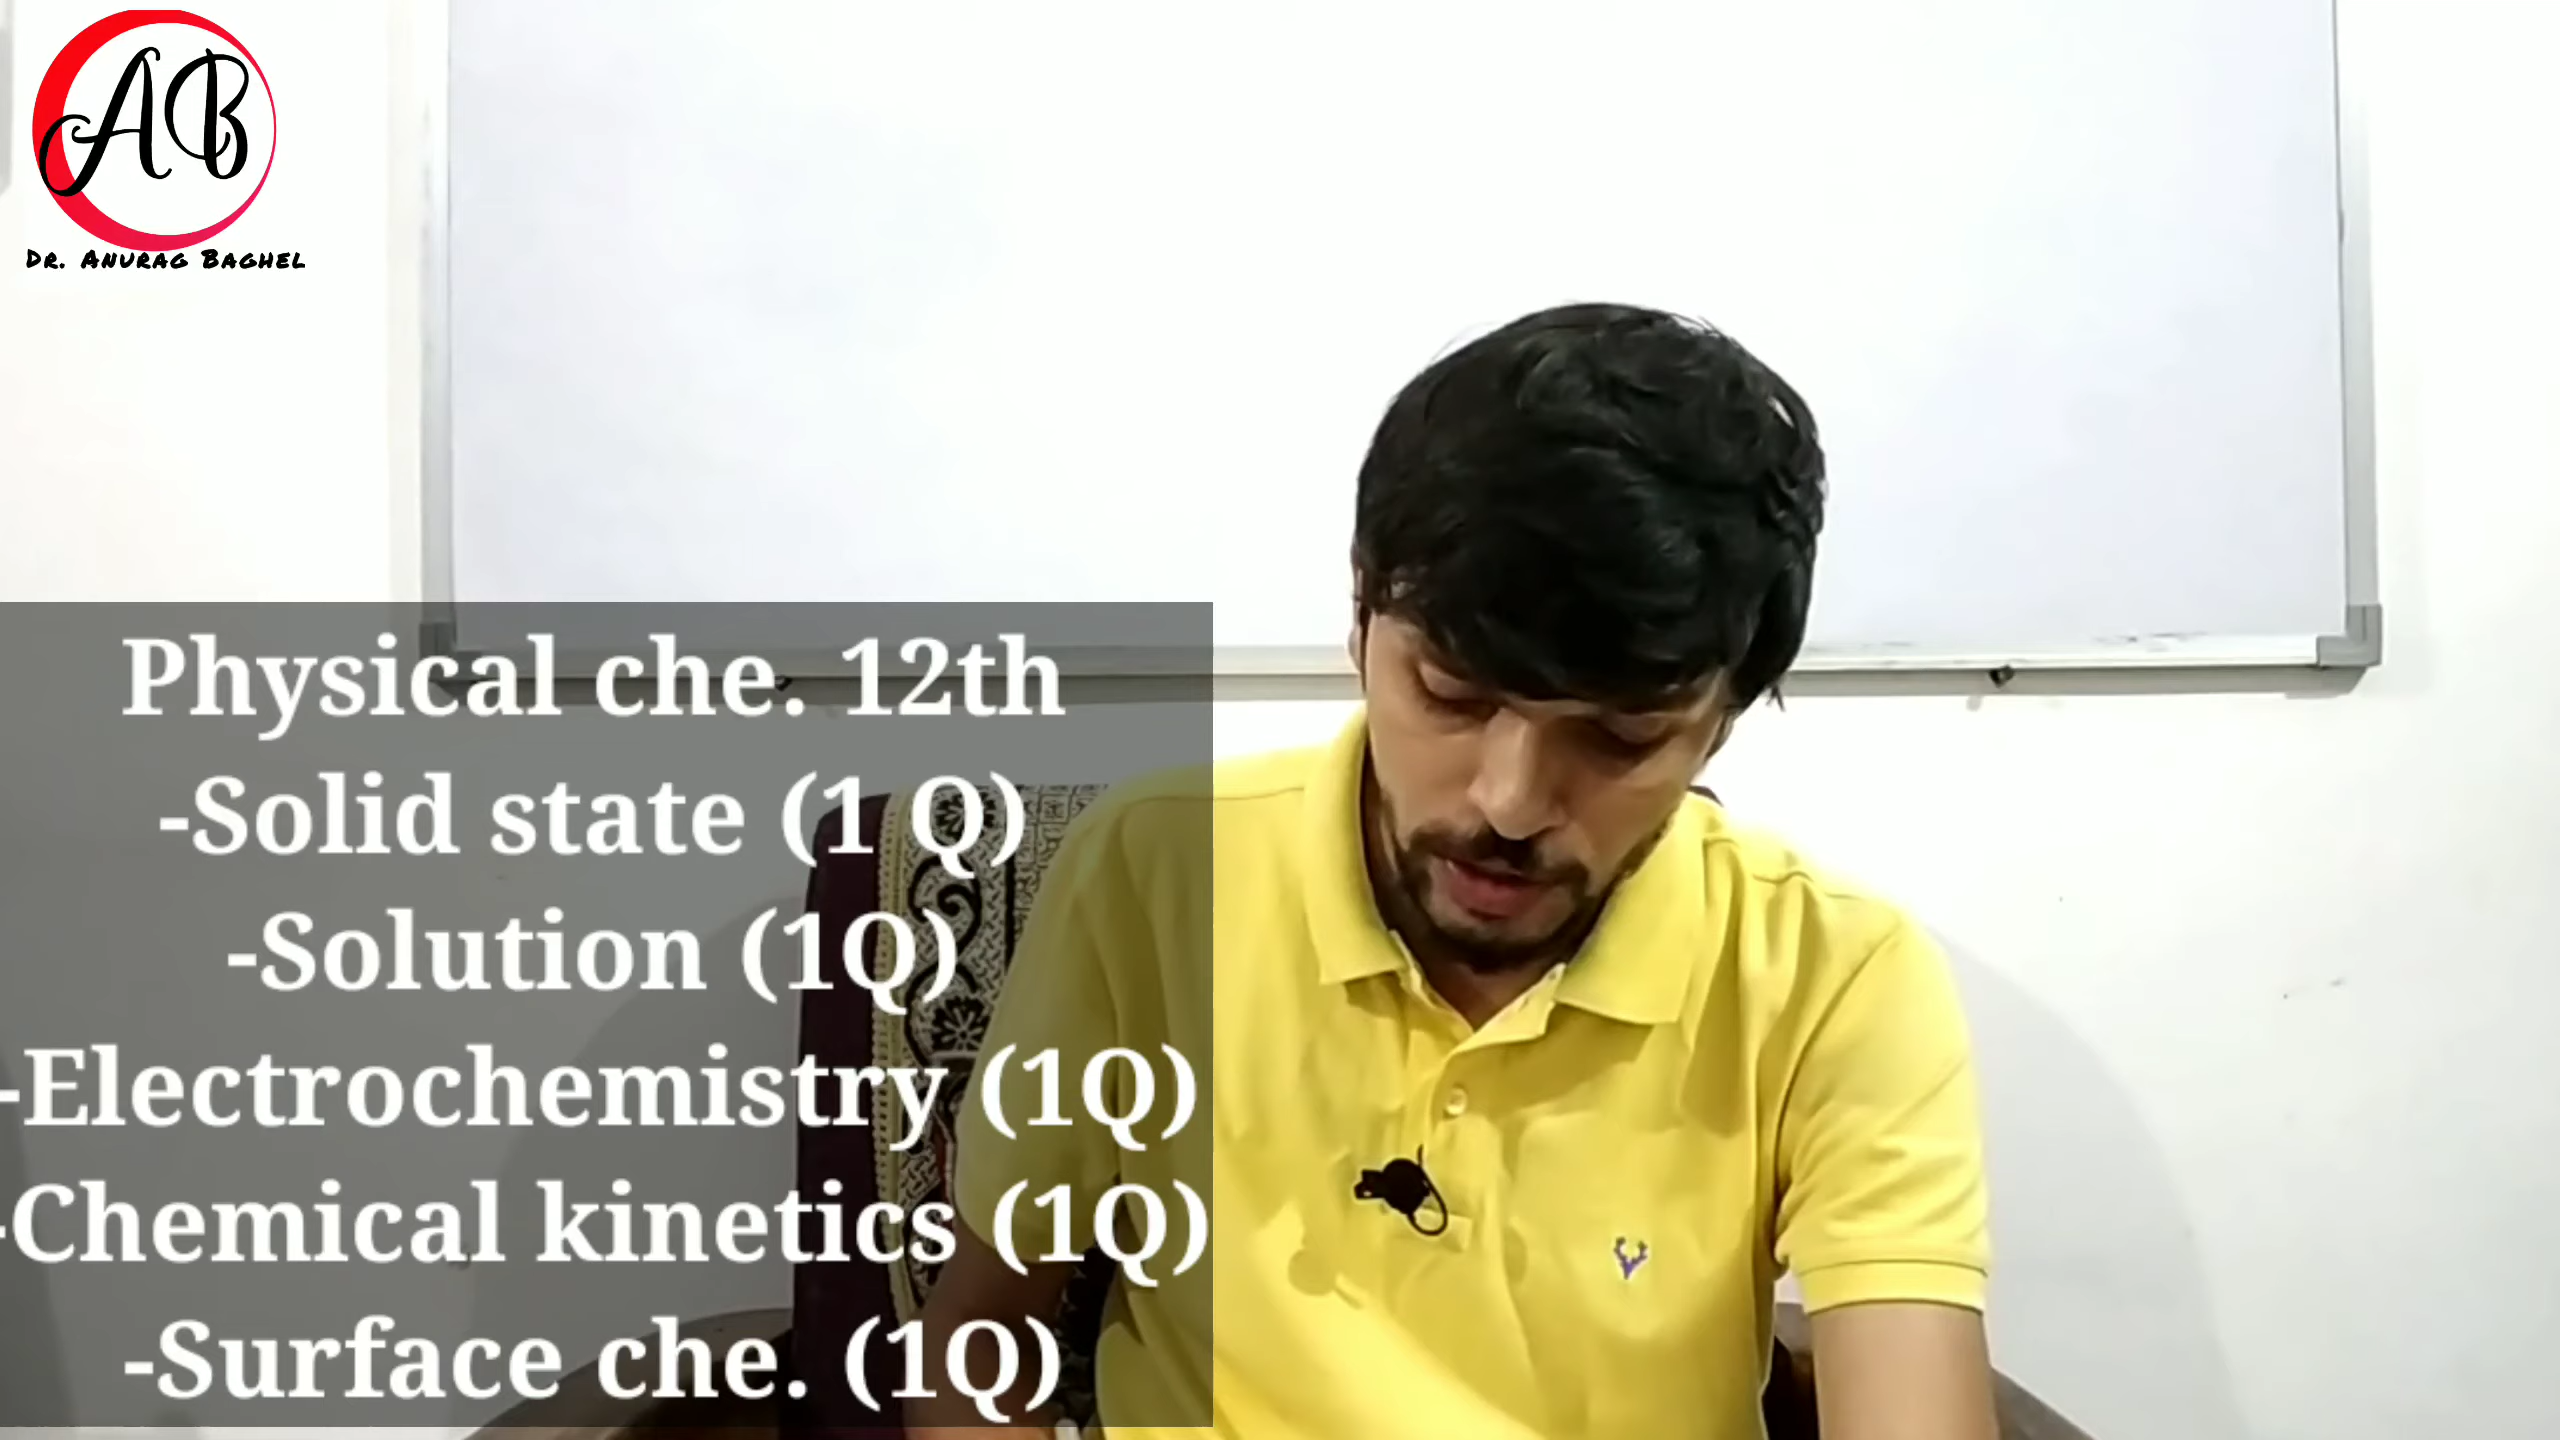 AB
DR. ANURAG BAGHEL
Physical che. 12th
-Solid state (1 Q)
-Solution (1Q)
-Electrochemistry (1Q)
-Chemical kinetics (1Q)
-Surface che. (1Q)